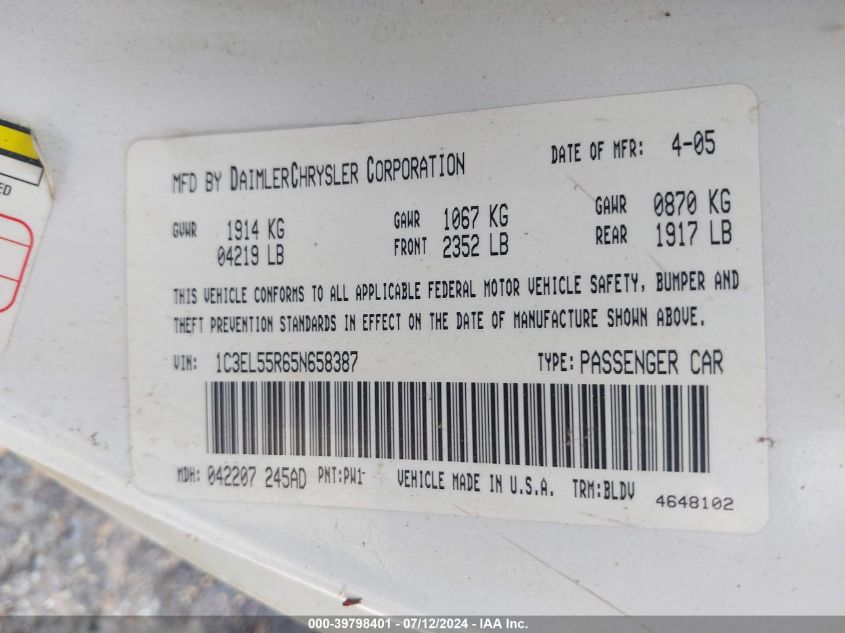 ED
MFD BY DAIMLERCHRYSLER CORPORATION
DATE OF MFR: 4-05
GVWR 1914 KG
04219 LB
GAWR 1067 KG
FRONT 2352 LB
GAWR 0870 KG
REAR 1917 LB
THIS VEHICLE CONFORMS TO ALL APPLICABLE FEDERAL MOTOR VEHICLE SAFETY, BUMPER AND
THEFT PREVENTION STANDARDS IN EFFECT ON THE DATE OF MANUFACTURE SHOWN ABOVE.
VIN: 1C3EL55R65N658387
TYPE: PASSENGER CAR
MDH: 042207 245AD PNT:PW1 VEHICLE MADE IN U.S.A. TRM:BLDV 4648102
000-39798401 - 07/12/2024 - IAA Inc.